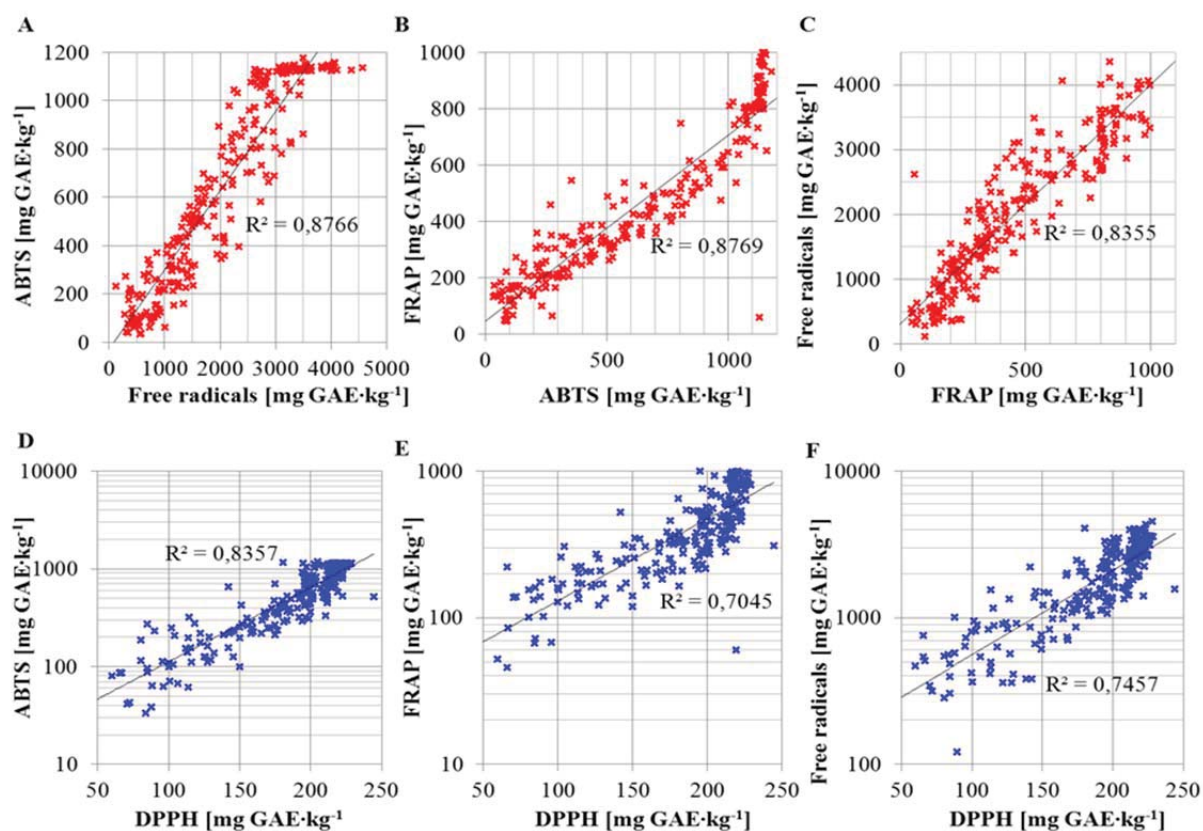 A
1200
1000
800
600
400
200
0
ABTS [mg GAE·kg⁻¹]
R² = 0,8766
0 1000 2000 3000 4000 5000
Free radicals [mg GAE·kg⁻¹]
B
1000
800
600
400
200
0
FRAP [mg GAE·kg⁻¹]
R² = 0,8769
0 500 1000
ABTS [mg GAE·kg⁻¹]
C
4000
3000
2000
1000
0
Free radicals [mg GAE·kg⁻¹]
R² = 0,8355
0 500 1000
FRAP [mg GAE·kg⁻¹]
D
10000
1000
100
10
ABTS [mg GAE·kg⁻¹]
R² = 0,8357
50 100 150 200 250
DPPH [mg GAE·kg⁻¹
E
1000
100
10
FRAP [mg GAE·kg⁻¹]
R² = 0,7045
50 100 150 200 250
DPPH [mg GAE·kg⁻¹]
F
10000
1000
100
Free radicals [mg GAE·kg⁻¹]
R² = 0,7457
50 100 150 200 250
DPPH [mg GAE·kg⁻¹]